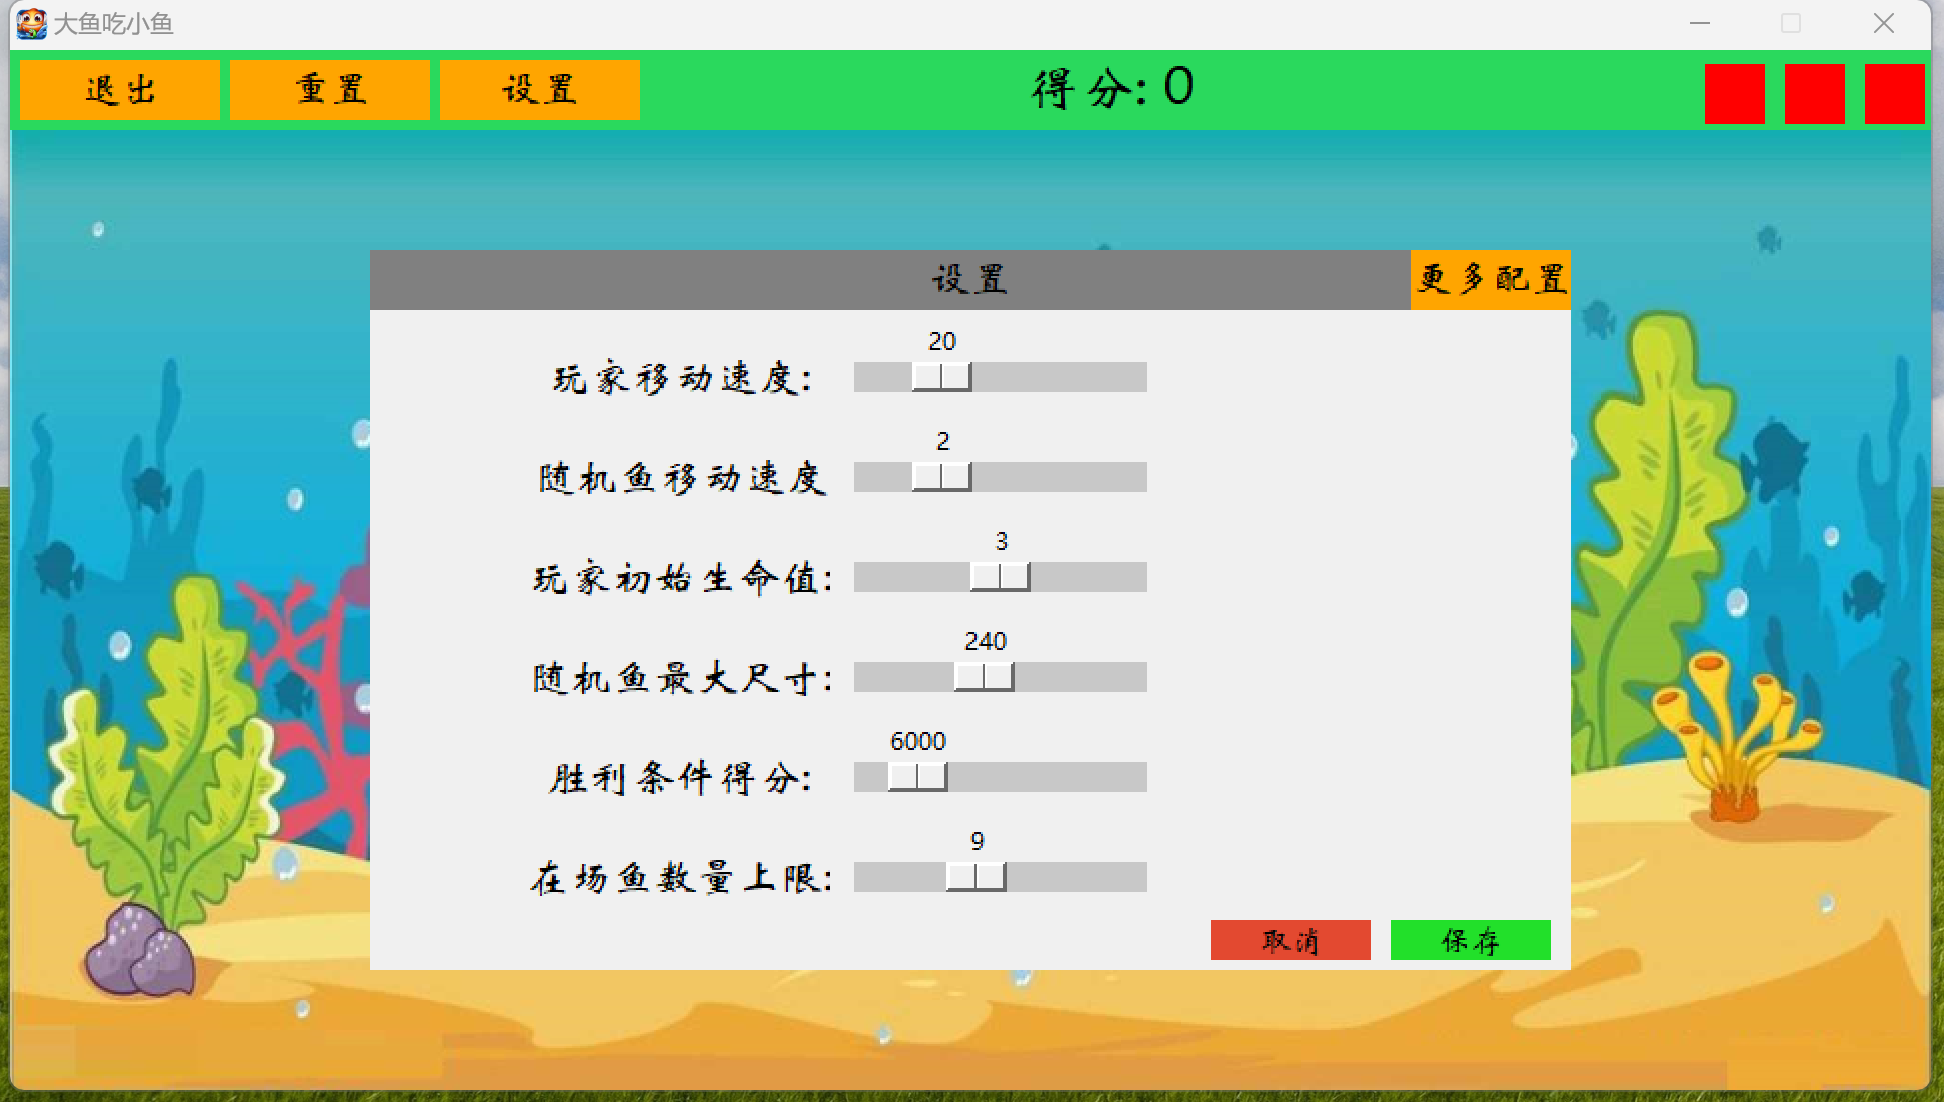 大鱼吃小鱼
退出
重置
设置
得分: 0
设置
更多配置
20
玩家移动速度:
2
随机鱼移动速度
3
玩家初始生命值:
240
随机鱼最大尺寸:
6000
胜利条件得分:
9
在场鱼数量上限:
取消
保存